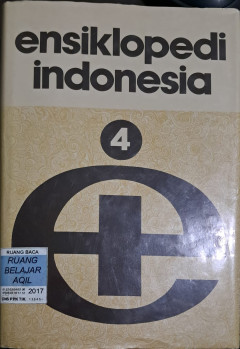 ensiklopedi
indonesia
4
RUANG BACA
RUANG
BELAJAR
AQIL
2017